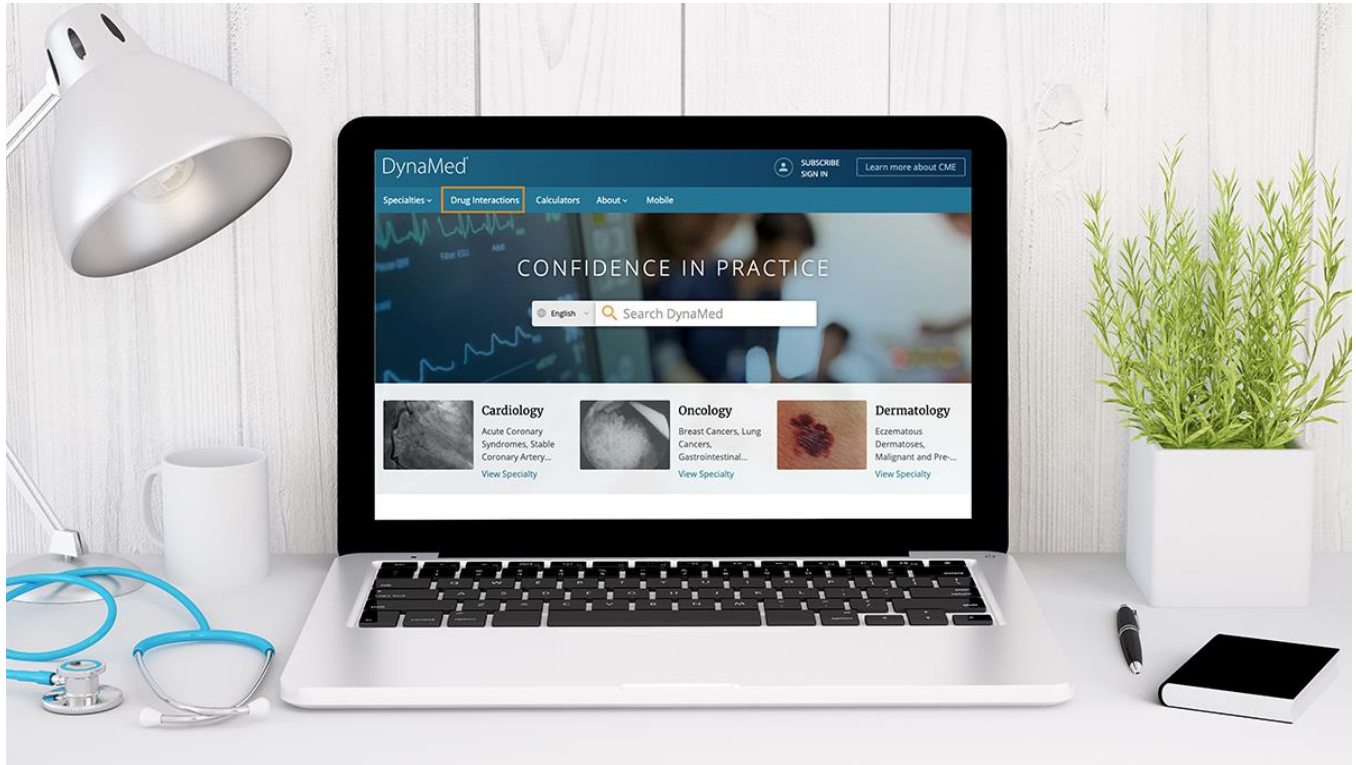 DynaMed
SUBSCRIBE
SIGN IN
Learn more about CME
Specialties
Drug Interactions
Calculators
About
Mobile
CONFIDENCE IN PRACTICE
English
Search DynaMed
Cardiology
Acute Coronary
Syndromes, Stable
Coronary Artery...
View Specialty
Oncology
Breast Cancers, Lung
Cancers,
Gastrointestinal...
View Specialty
Dermatology
Eczematous
Dermatoses,
Malignant and Pre-...
View Specialty